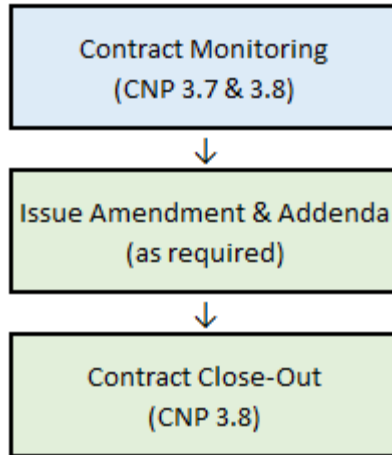 Contract Monitoring
(CNP 3.7 & 3.8)
Issue Amendment & Addenda
(as required)
Contract Close-Out
(CNP 3.8)